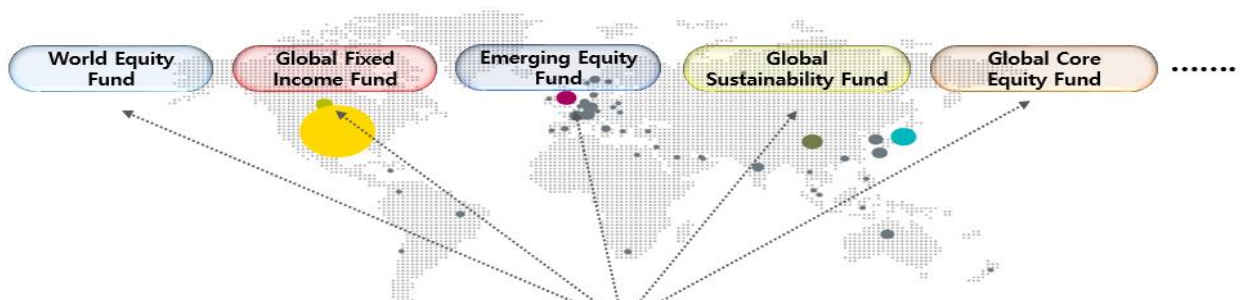 World Equity
Fund
Global Fixed
Income Fund
Emerging Equity
Fund
Global
Sustainability Fund
Global Core
Equity Fund
·······